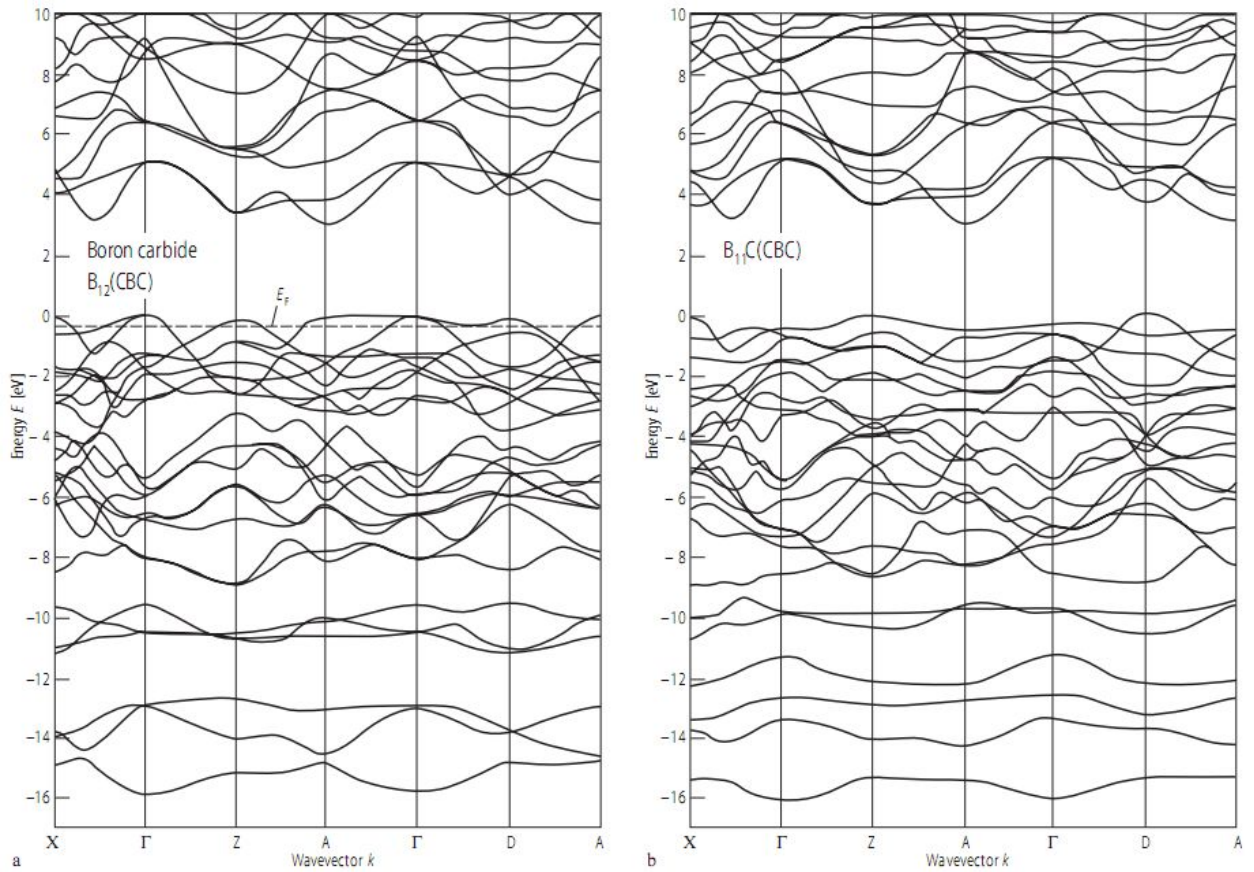 10
8
6
4
2
0
–2
–4
–6
–8
–10
–12
–14
–16
Energy E [eV]
Boron carbide
B₁₂(CBC)
E_F
X Γ Z A Γ D A
Wavevector k
a
10
8
6
4
2
0
–2
–4
–6
–8
–10
–12
–14
–16
Energy E [eV]
B₁₁C(CBC)
X Γ Z A Γ D A
Wavevector k
b